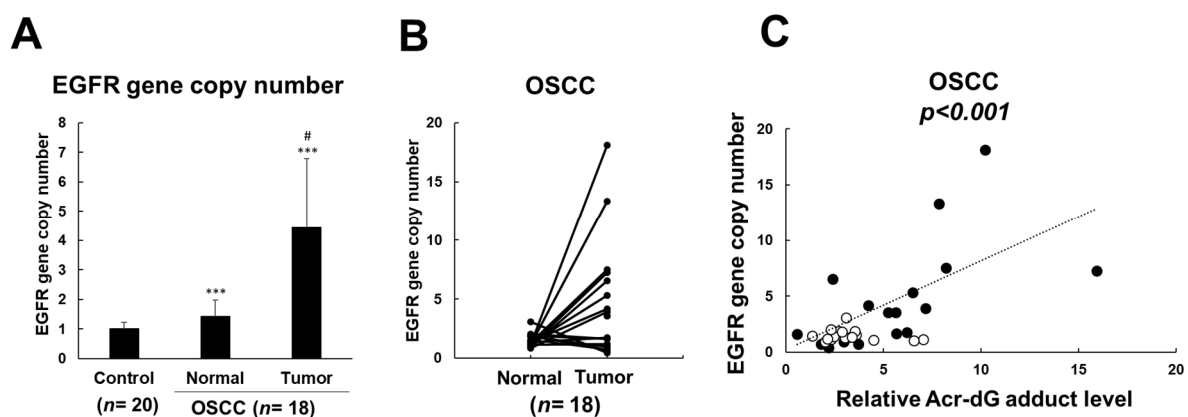 A
EGFR gene copy number
EGFR gene copy number
8
7
6
5
4
3
2
1
0
***
#
***
Control
Normal
Tumor
(n= 20)
OSCC (n= 18)
B
OSCC
EGFR gene copy number
20
15
10
5
0
Normal Tumor
(n= 18)
C
OSCC
p<0.001
EGFR gene copy number
20
15
10
5
0
0 5 10 15 20
Relative Acr-dG adduct level